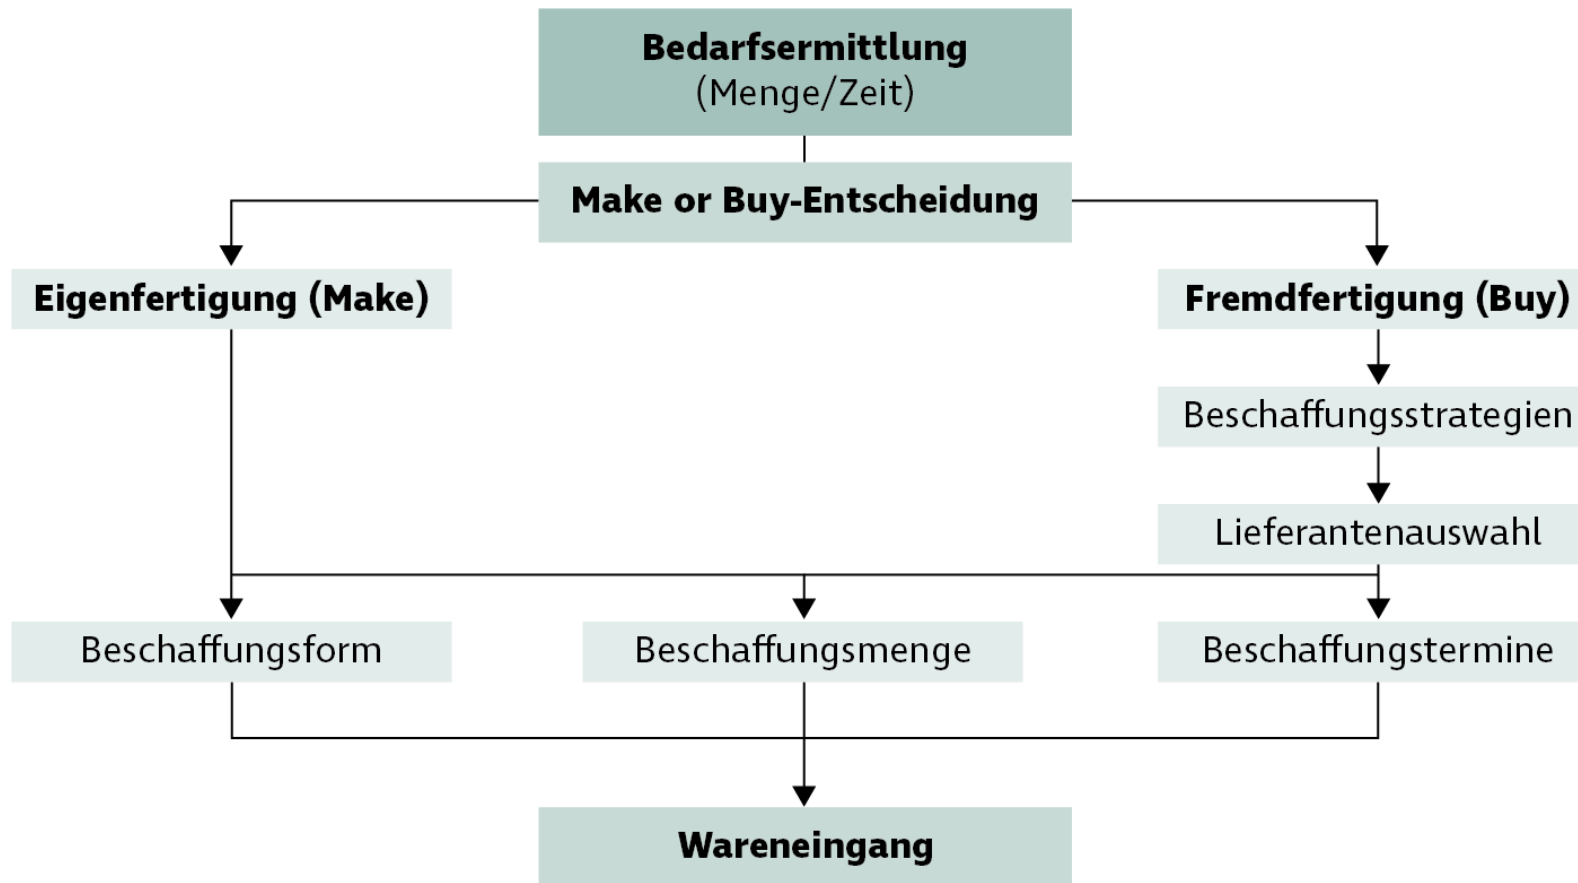 Bedarfsermittlung
(Menge/Zeit)
Make or Buy-Entscheidung
Eigenfertigung (Make)
Fremdfertigung (Buy)
Beschaffungsstrategien
Lieferantenauswahl
Beschaffungsform
Beschaffungsmenge
Beschaffungstermine
Wareneingang